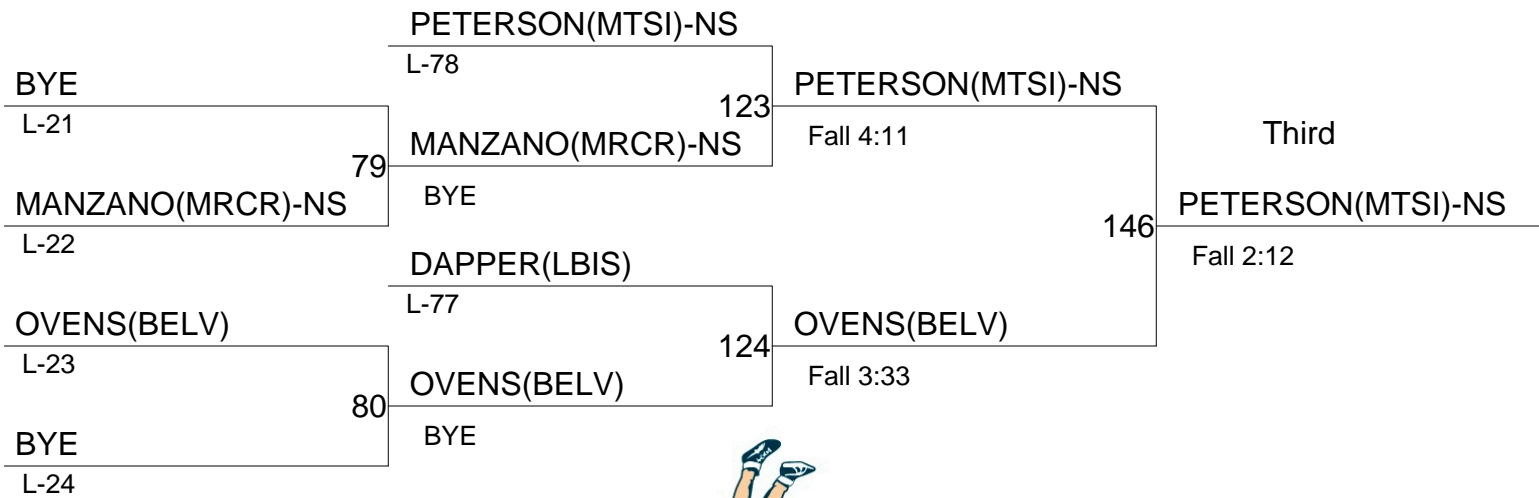 PETERSON(MTSI)-NS
L-78
BYE
L-21
123
PETERSON(MTSI)-NS
Fall 4:11
Third
79
MANZANO(MRCR)-NS
BYE
MANZANO(MRCR)-NS
L-22
146
PETERSON(MTSI)-NS
Fall 2:12
DAPPER(LBIS)
L-77
OVENS(BELV)
L-23
124
OVENS(BELV)
Fall 3:33
80
OVENS(BELV)
BYE
BYE
L-24